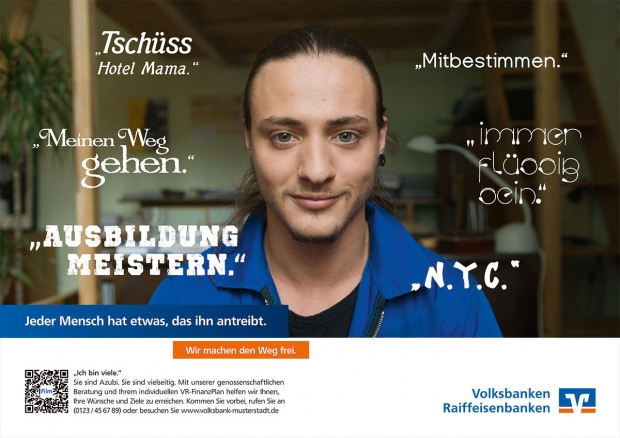 „Tschüss
Hotel Mama.“
„Mitbestimmen.“
„Meinen Weg
gehen.“
„immer
flüssig
sein.“
„AUSBILDUNG
MEISTERN.“
„N.Y.C.“
Jeder Mensch hat etwas, das ihn antreibt.
Wir machen den Weg frei.
Film
„Ich bin viele.“
Sie sind Azubi. Sie sind vielseitig. Mit unserer genossenschaftlichen
Beratung und Ihrem individuellen VR-FinanzPlan helfen wir Ihnen,
Ihre Wünsche und Ziele zu erreichen. Kommen Sie vorbei, rufen Sie an
(0123 / 45 67 89) oder besuchen Sie www.volksbank-musterstadt.de.
Volksbanken
Raiffeisenbanken